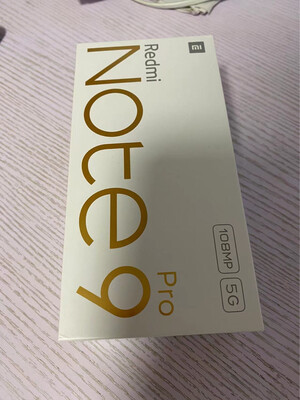 mi
Redmi
Note 9
Pro
108MP 5G